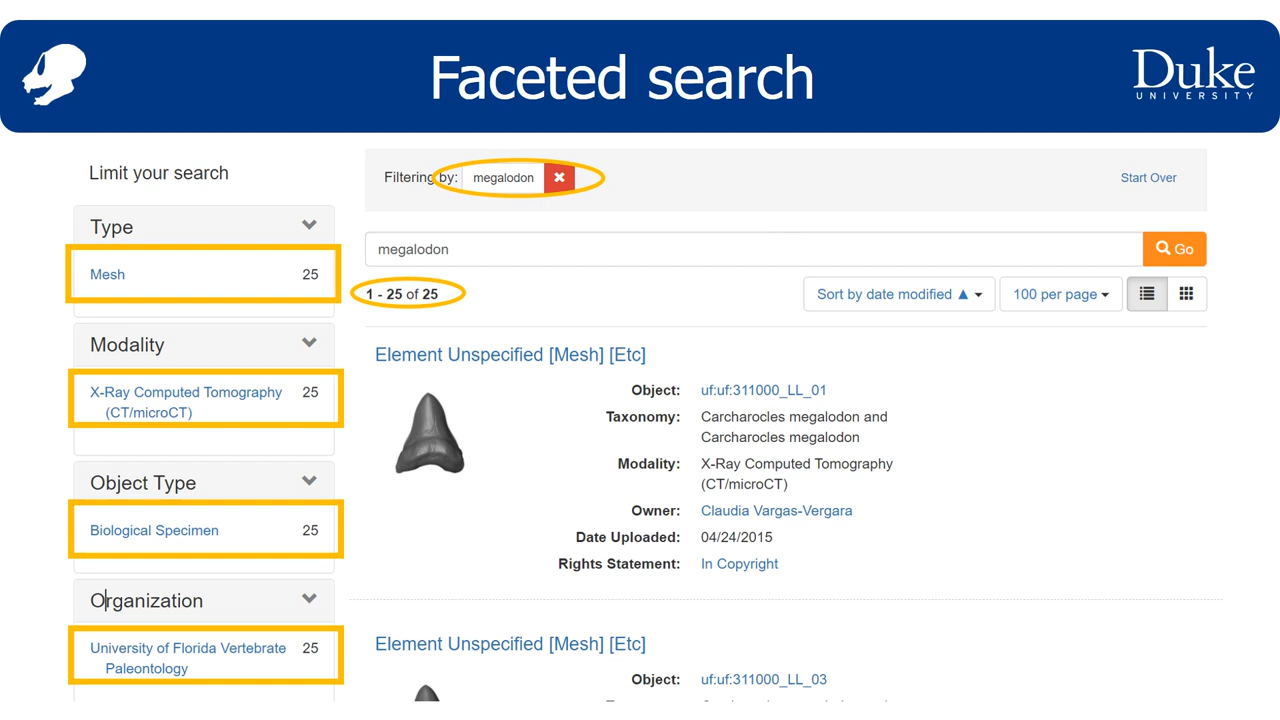 Faceted search
Duke
UNIVERSITY
Limit your search
Type
Mesh 25
Modality
X-Ray Computed Tomography 25
(CT/microCT)
Object Type
Biological Specimen 25
Organization
University of Florida Vertebrate 25
Paleontology
Filtering by: megalodon
Start Over
megalodon
Go
1 - 25 of 25
Sort by date modified
100 per page
Element Unspecified [Mesh] [Etc]
Object: uf:uf:311000_LL_01
Taxonomy: Carcharocles megalodon and
Carcharocles megalodon
Modality: X-Ray Computed Tomography
(CT/microCT)
Owner: Claudia Vargas-Vergara
Date Uploaded: 04/24/2015
Rights Statement: In Copyright
Element Unspecified [Mesh] [Etc]
Object: uf:uf:311000_LL_03